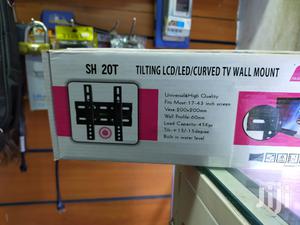 SH 20T
TILTING LCD/LED/CURVED TV WALL MOUNT
Universal&High Quality
Fits Most 17-43 inch screen
Vesa:200x200mm
Wall Profile:60mm
Load Capacity:45Kgs
Tilt:+15/-15degree
Built in water level
Jiji